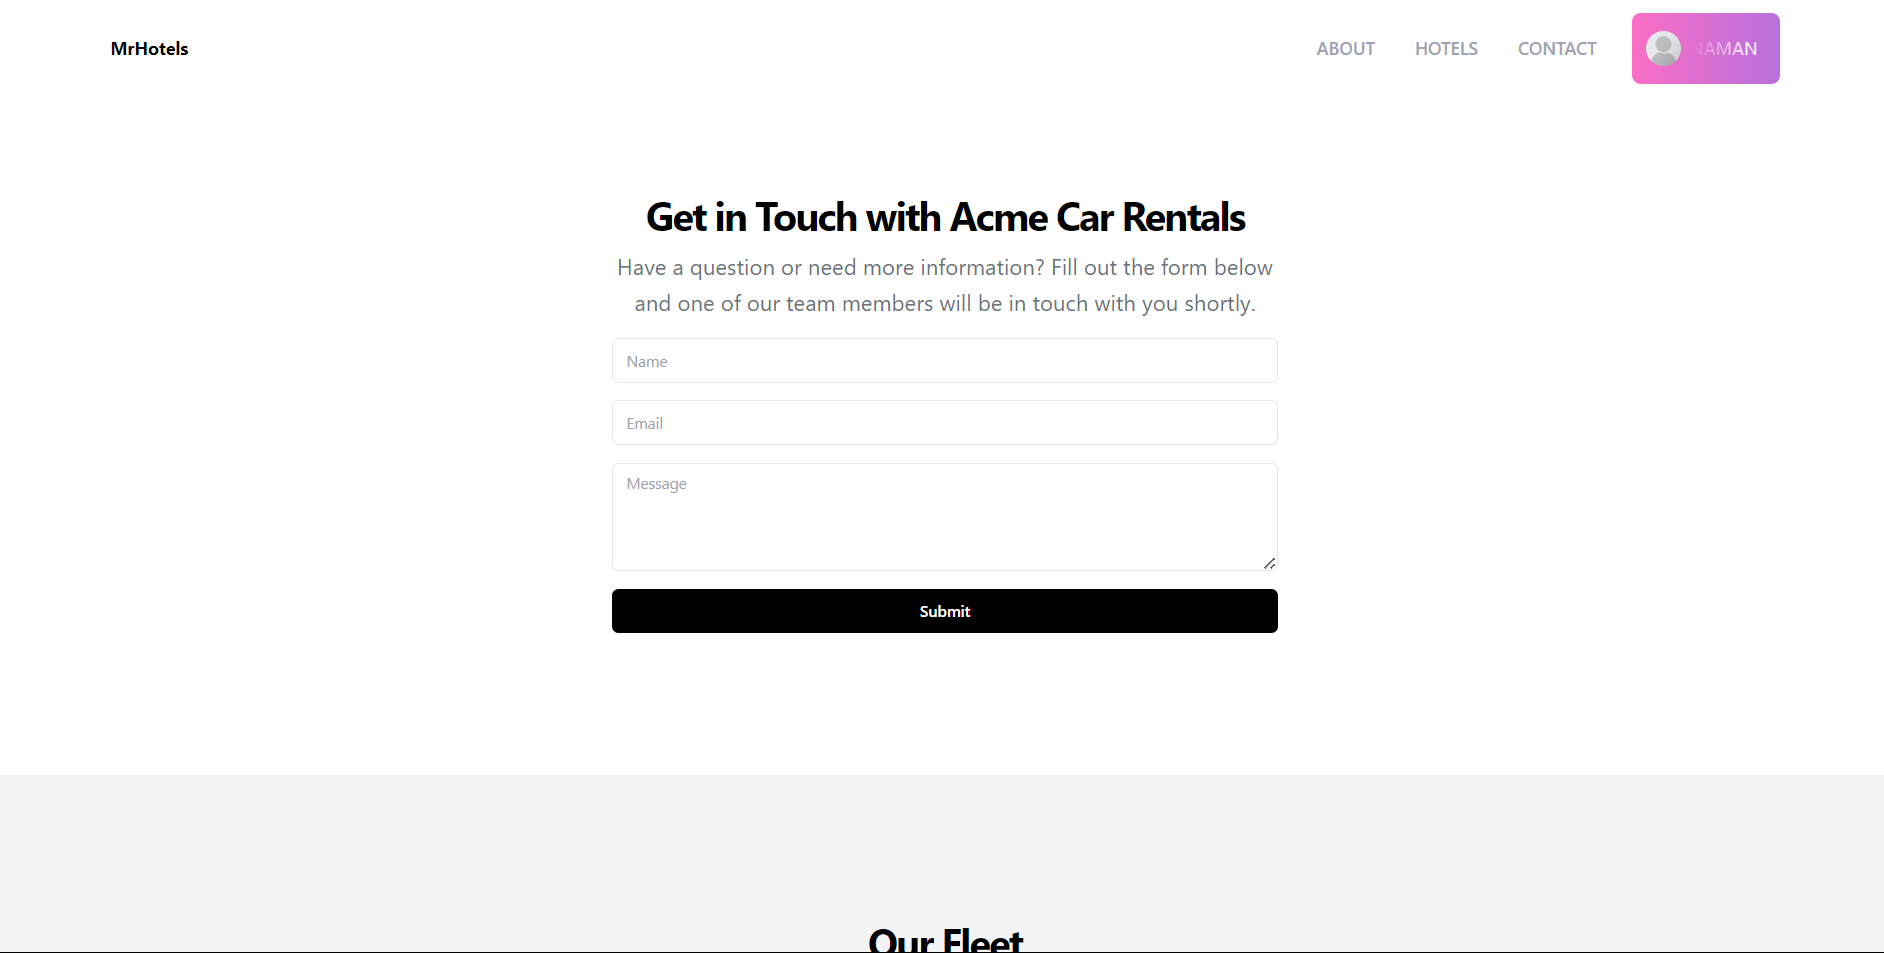 MrHotels
ABOUT
HOTELS
CONTACT
NAMAN
Get in Touch with Acme Car Rentals
Have a question or need more information? Fill out the form below
and one of our team members will be in touch with you shortly.
Name
Email
Message
Submit
Our Fleet